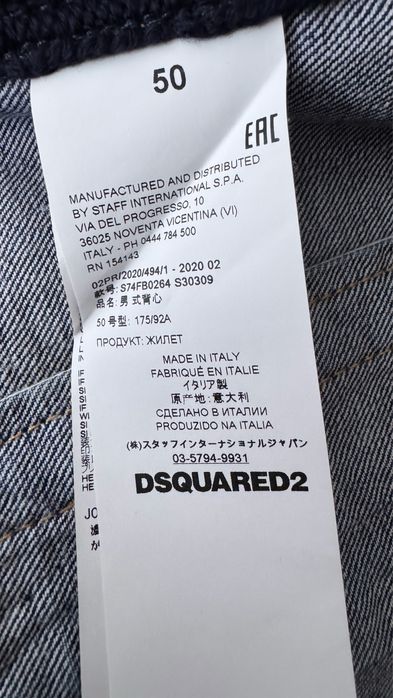 50
EAC
MANUFACTURED AND DISTRIBUTED
BY STAFF INTERNATIONAL S.P.A.
VIA DEL PROGRESSO, 10
36025 NOVENTA VICENTINA (VI)
ITALY - PH 0444 784 500
RN 154143
02PR/2020/494/1 - 2020 02
款号: S74FB0264 S30309
品名: 男式背心
50号型: 175/92A
ПРОДУКТ: ЖИЛЕТ
MADE IN ITALY
FABRIQUÉ EN ITALIE
イタリア製
原产地: 意大利
СДЕЛАНО В ИТАЛИИ
PRODUZIDO NA ITALIA
(株)スタッフインターナショナルジャパン
03-5794-9931
DSQUARED2